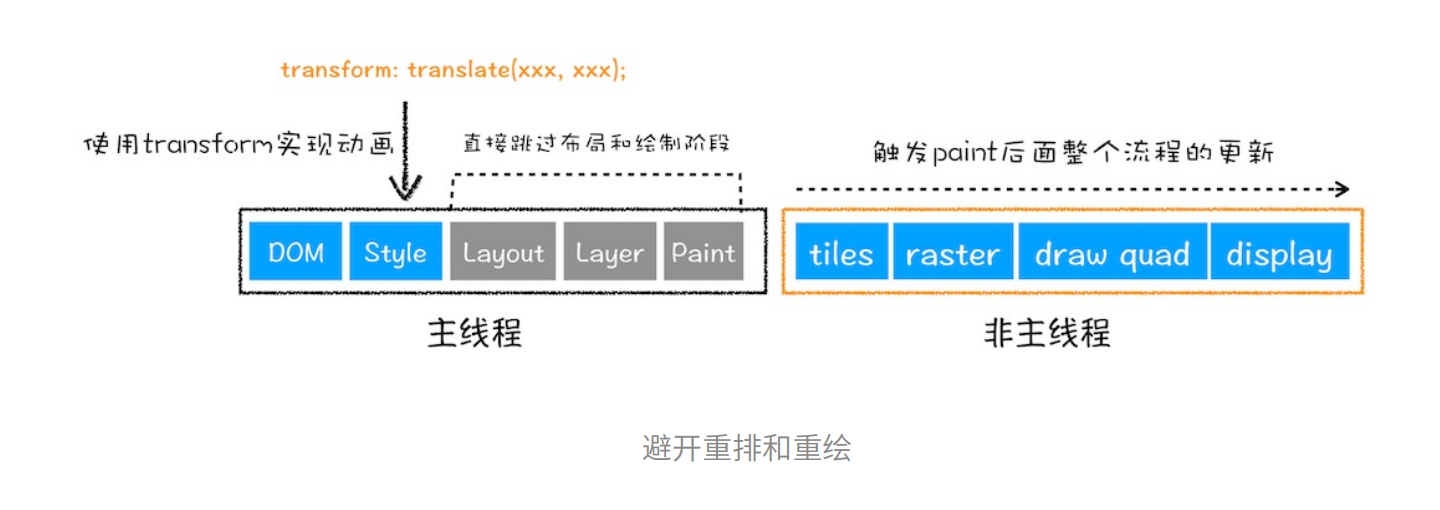 transform: translate(xxx, xxx);
使用transform实现动画
直接跳过布局和绘制阶段
触发paint后面整个流程的更新
DOM Style Layout Layer Paint tiles raster draw quad display
主线程
非主线程
避开重排和重绘